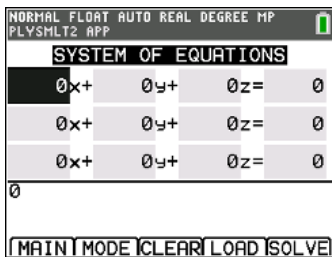 NORMAL FLOAT AUTO REAL DEGREE MP
PLYSMLT2 APP
SYSTEM OF EQUATIONS
0x+ 0y+ 0z= 0
0x+ 0y+ 0z= 0
0x+ 0y+ 0z= 0
0
MAIN MODE CLEAR LOAD SOLVE